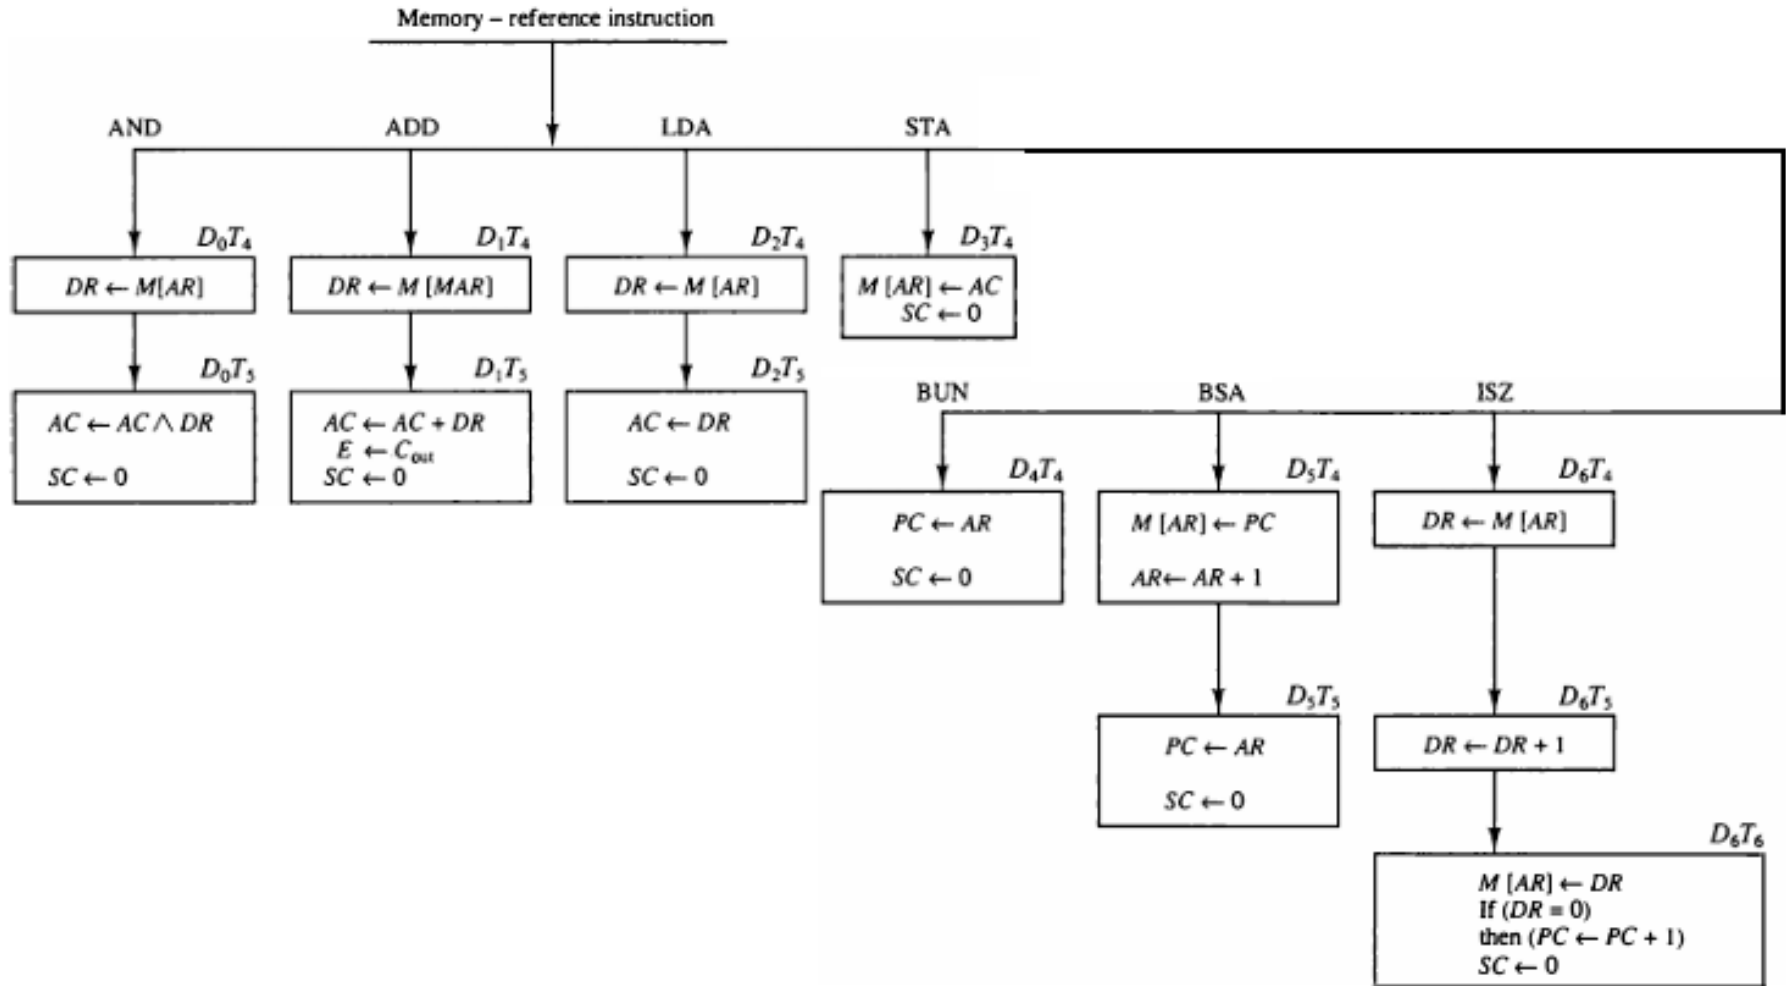 Memory – reference instruction
AND ADD LDA STA
D₀T₄ D₁T₄ D₂T₄ D₃T₄
DR ← M[AR] DR ← M [MAR] DR ← M [AR] M [AR] ← AC
SC ← 0
D₀T₅ D₁T₅ D₂T₅
BUN BSA ISZ
AC ← AC ∧ DR AC ← AC + DR AC ← DR
E ← Cout
SC ← 0 SC ← 0 SC ← 0
D₄T₄ D₅T₄ D₆T₄
PC ← AR M [AR] ← PC DR ← M [AR]
SC ← 0 AR ← AR + 1
D₅T₅ D₆T₅
PC ← AR DR ← DR + 1
SC ← 0
D₆T₆
M [AR] ← DR
If (DR = 0)
then (PC ← PC + 1)
SC ← 0